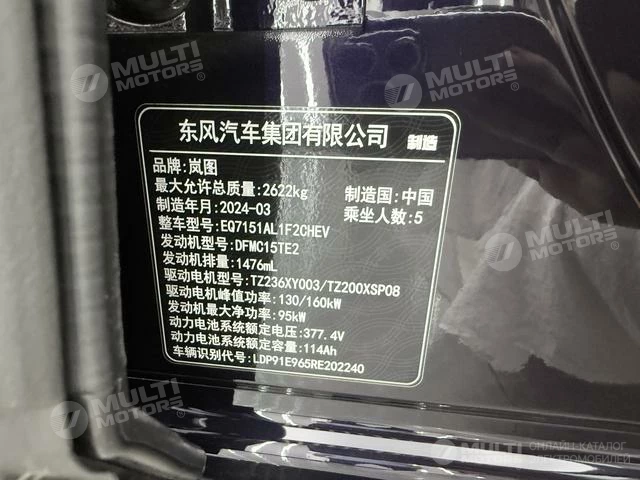 MULTI
MOTORS
MULTI
MOTORS
东风汽车集团有限公司 制造
品牌:岚图
最大允许总质量:2622kg 制造国:中国
制造年月:2024-03 乘坐人数:5
整车型号:EQ7151AL1F2CHEV
发动机型号:DFMC15TE2
发动机排量:1476mL
驱动电机型号:TZ236XY003/TZ200XSP08
驱动电机峰值功率:130/160kW
发动机最大净功率:95kW
动力电池系统额定电压:377.4V
动力电池系统额定容量:114Ah
车辆识别代号:LDP91E965RE202240
MULTI
MOTORS
MULTI
MOTORS
MULTI
MOTORS
ОНЛАЙН-КАТАЛОГ
ЭЛЕКТРОМОБИЛЕЙ